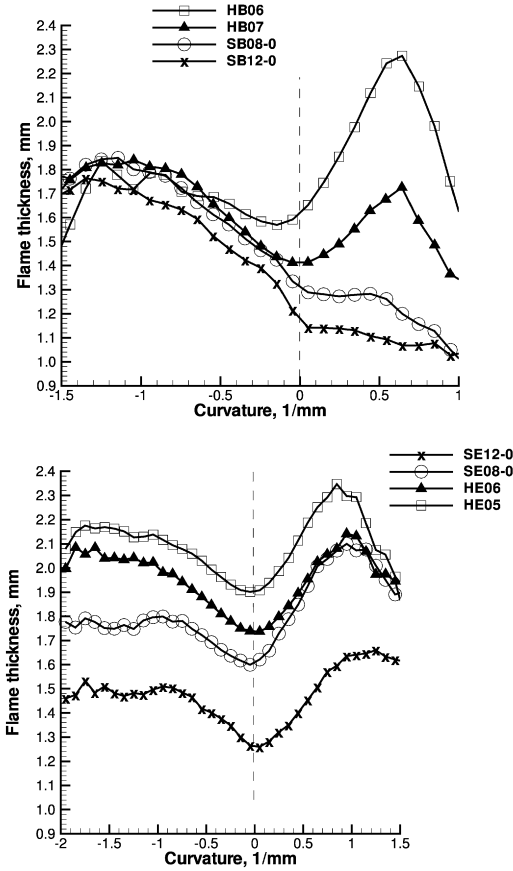 HB06
HB07
SB08-0
SB12-0
2.4
2.3
2.2
2.1
2.0
1.9
1.8
1.7
1.6
1.5
1.4
1.3
1.2
1.1
1.0
0.9
Flame thickness, mm
-1.5 -1 -0.5 0 0.5 1
Curvature, 1/mm
SE12-0
SE08-0
HE06
HE05
2.4
2.3
2.2
2.1
2.0
1.9
1.8
1.7
1.6
1.5
1.4
1.3
1.2
1.1
1.0
0.9
Flame thickness, mm
-2 -1.5 -1 -0.5 0 0.5 1 1.5
Curvature, 1/mm